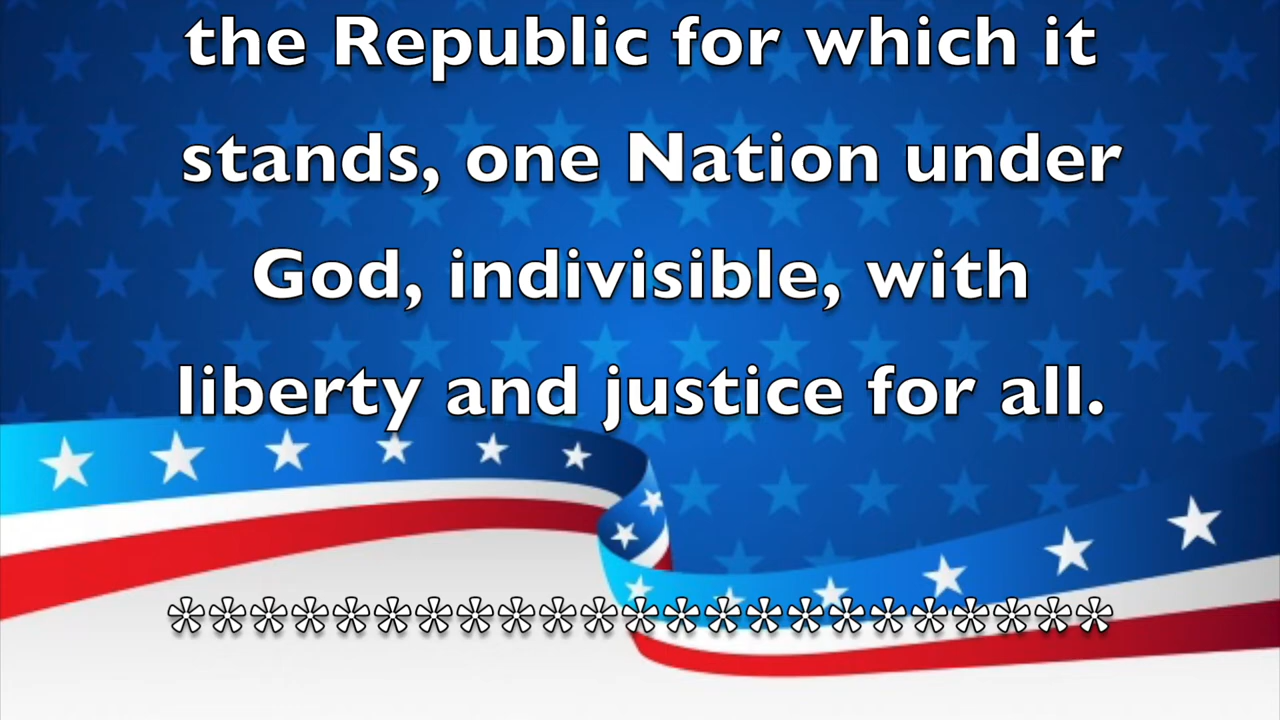 the Republic for which it
stands, one Nation under
God, indivisible, with
liberty and justice for all.
***********************